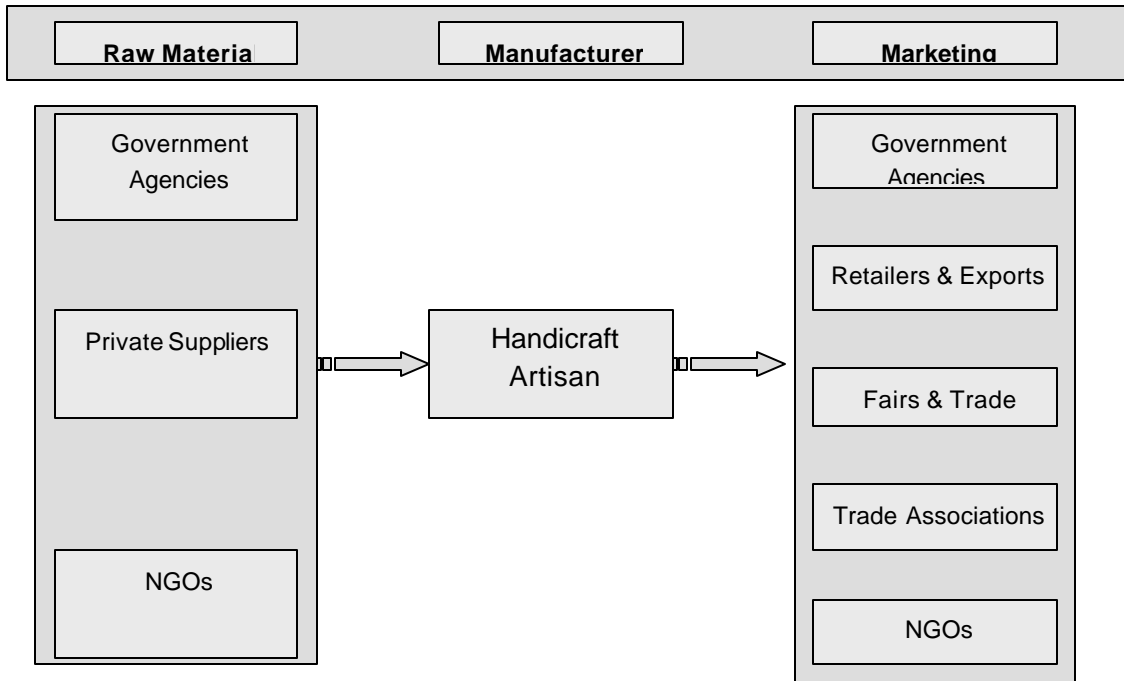 Raw Material
Manufacturer
Marketing
Government
Agencies
Private Suppliers
NGOs
Handicraft
Artisan
Government
Agencies
Retailers & Exports
Fairs & Trade
Trade Associations
NGOs